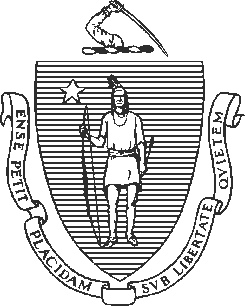 ENSE PETIT
PLACIDAM
SVB LIBERTATE
QVIETEM